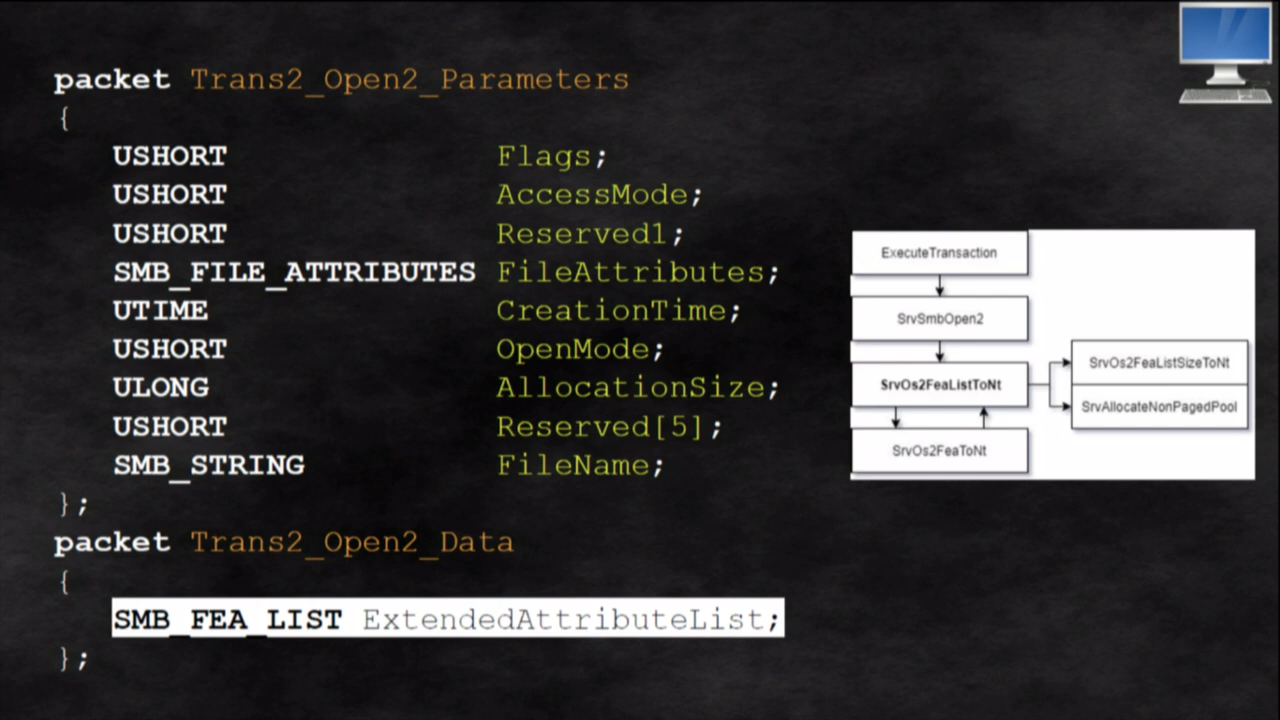 packet Trans2_Open2_Parameters
{
USHORT Flags;
USHORT AccessMode;
USHORT Reserved1;
SMB_FILE_ATTRIBUTES FileAttributes;
UTIME CreationTime;
USHORT OpenMode;
ULONG AllocationSize;
USHORT Reserved[5];
SMB_STRING FileName;
};
packet Trans2_Open2_Data
{
SMB_FEA_LIST ExtendedAttributeList;
};
ExecuteTransaction
SrvSmbOpen2
SrvOs2FeaListToNt
SrvOs2FeaToNt
SrvOs2FeaListSizeToNt
SrvAllocateNonPagedPool